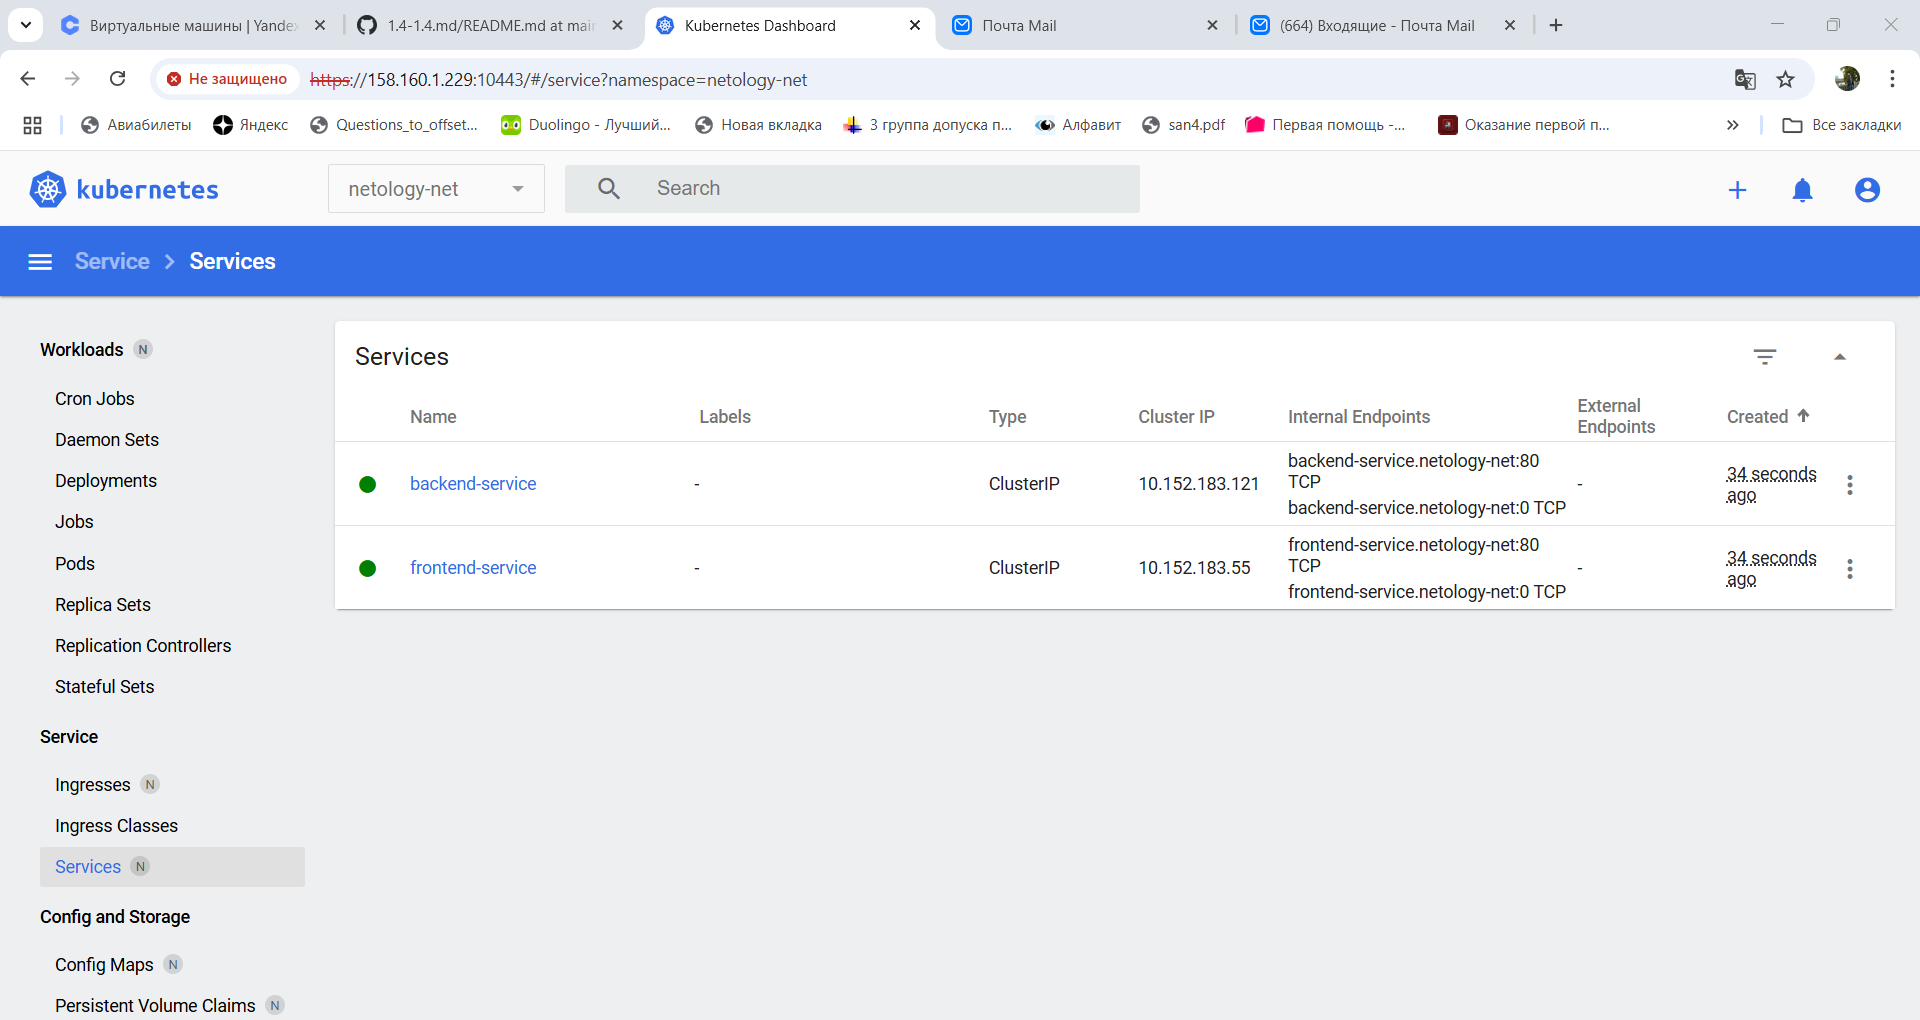 Виртуальные машины | Yande
1.4-1.4.md/README.md at mai
Kubernetes Dashboard
Почта Mail
(664) Входящие - Почта Mail
Не защищено
https://158.160.1.229:10443/#/service?namespace=netology-net
Авиабилеты
Яндекс
Questions_to_offset...
Duolingo - Лучший...
Новая вкладка
3 группа допуска п...
Алфавит
san4.pdf
Первая помощь -...
Оказание первой п...
Все закладки
kubernetes
netology-net
Search
Service
Services
Workloads N
Cron Jobs
Daemon Sets
Deployments
Jobs
Pods
Replica Sets
Replication Controllers
Stateful Sets
Service
Ingresses N
Ingress Classes
Services N
Config and Storage
Config Maps N
Persistent Volume Claims N
Services
Name
Labels
Type
Cluster IP
Internal Endpoints
External
Endpoints
Created
backend-service
-
ClusterIP
10.152.183.121
backend-service.netology-net:80
TCP
backend-service.netology-net:0 TCP
-
34 seconds
ago
frontend-service
-
ClusterIP
10.152.183.55
frontend-service.netology-net:80
TCP
frontend-service.netology-net:0 TCP
-
34 seconds
ago